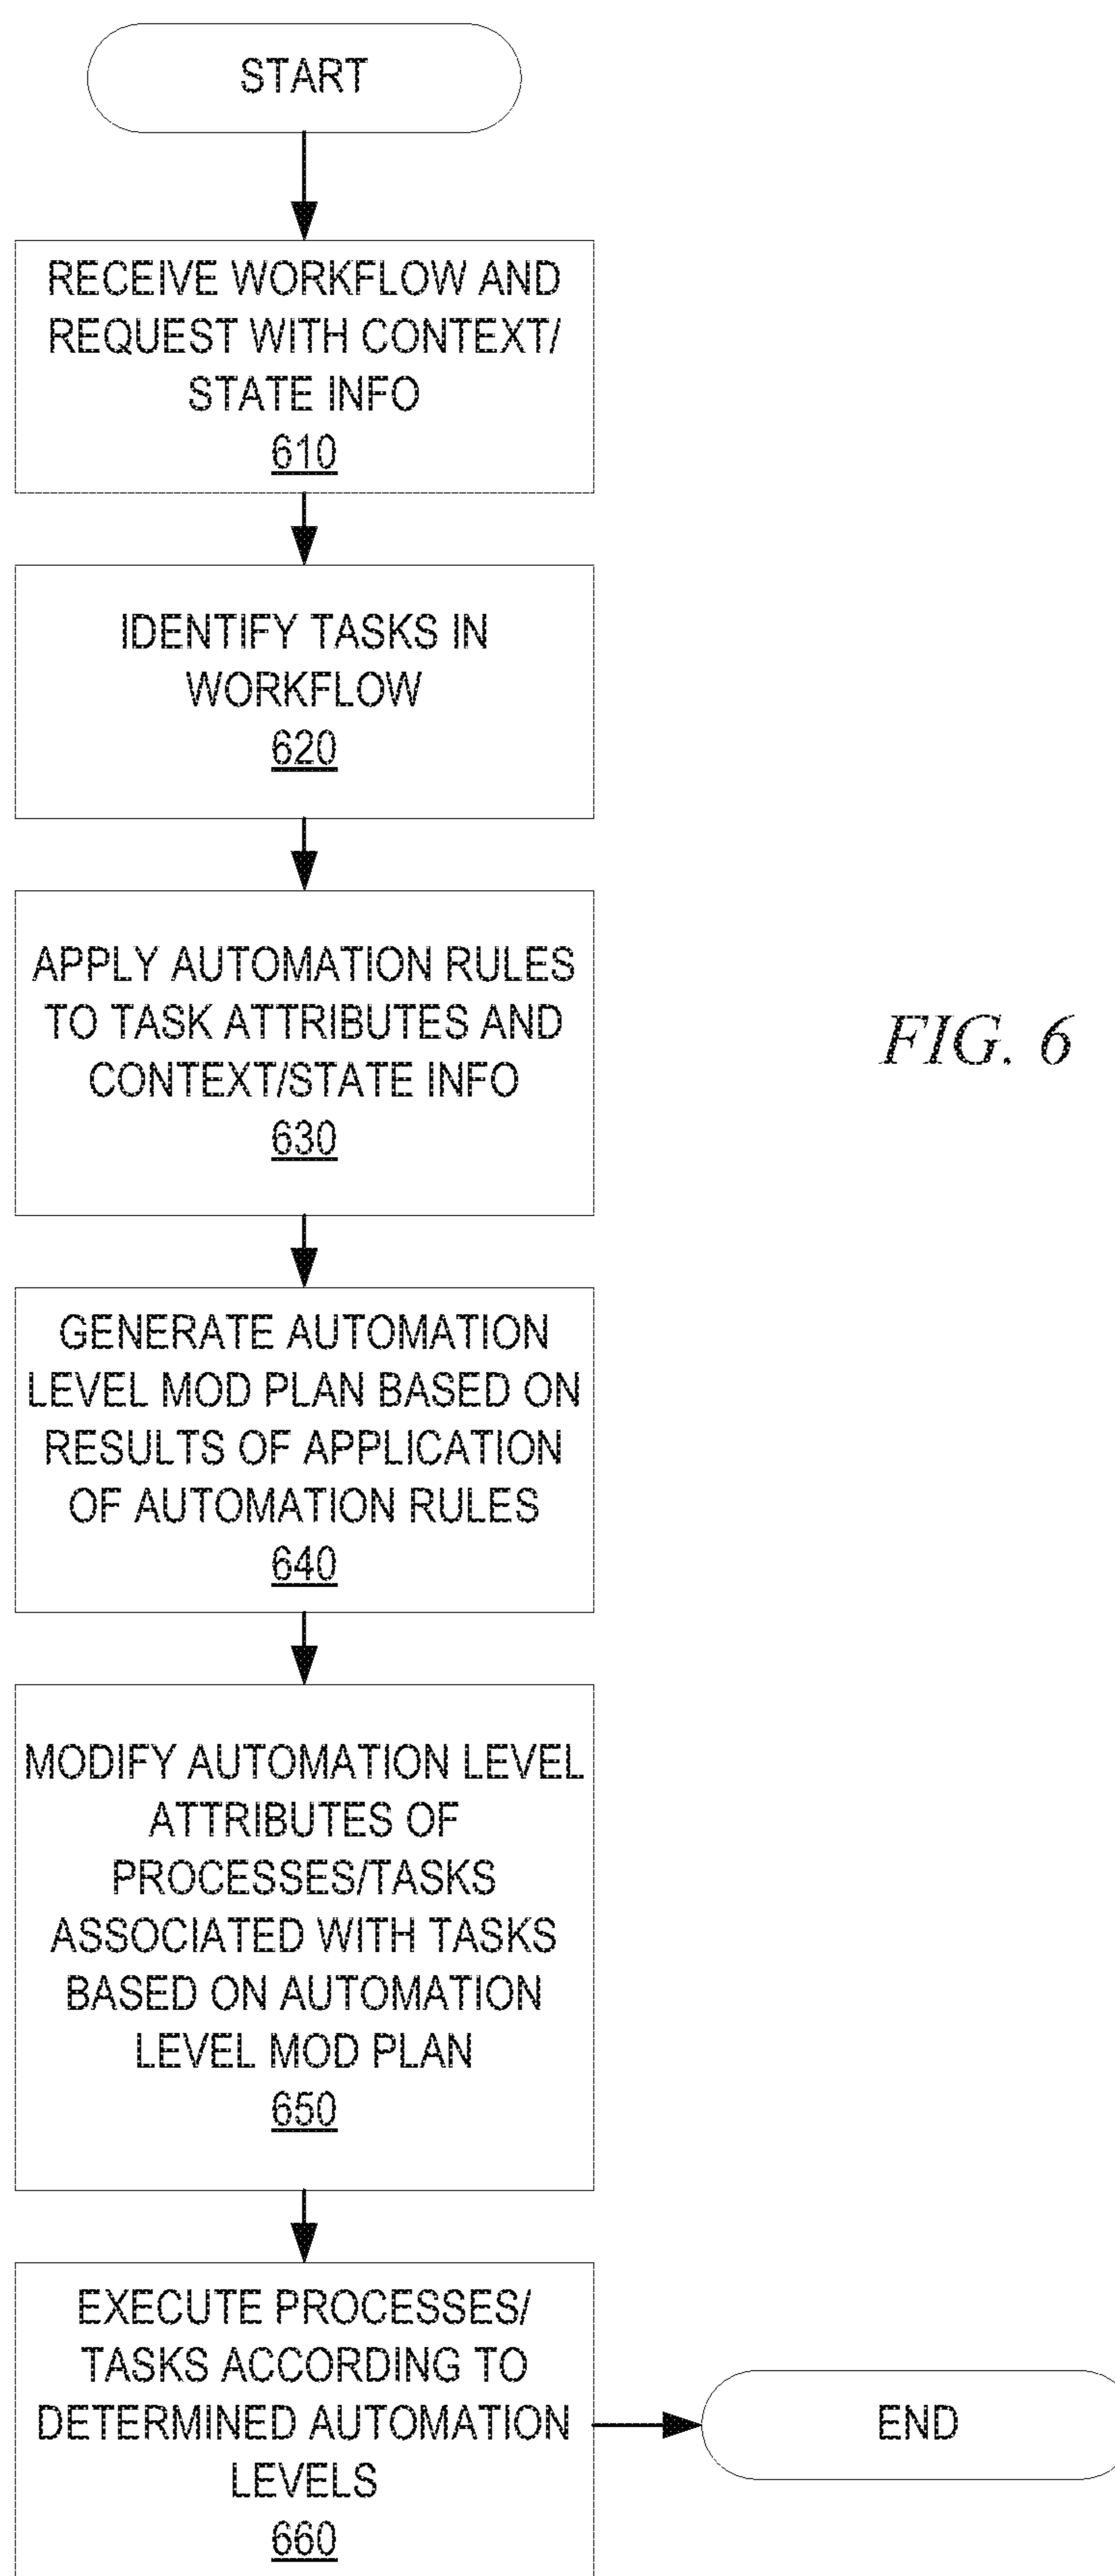 START
RECEIVE WORKFLOW AND
REQUEST WITH CONTEXT/
STATE INFO
610
IDENTIFY TASKS IN
WORKFLOW
620
APPLY AUTOMATION RULES
TO TASK ATTRIBUTES AND
CONTEXT/STATE INFO
630
FIG. 6
GENERATE AUTOMATION
LEVEL MOD PLAN BASED ON
RESULTS OF APPLICATION
OF AUTOMATION RULES
640
MODIFY AUTOMATION LEVEL
ATTRIBUTES OF
PROCESSES/TASKS
ASSOCIATED WITH TASKS
BASED ON AUTOMATION
LEVEL MOD PLAN
650
EXECUTE PROCESSES/
TASKS ACCORDING TO
DETERMINED AUTOMATION
LEVELS
660
END